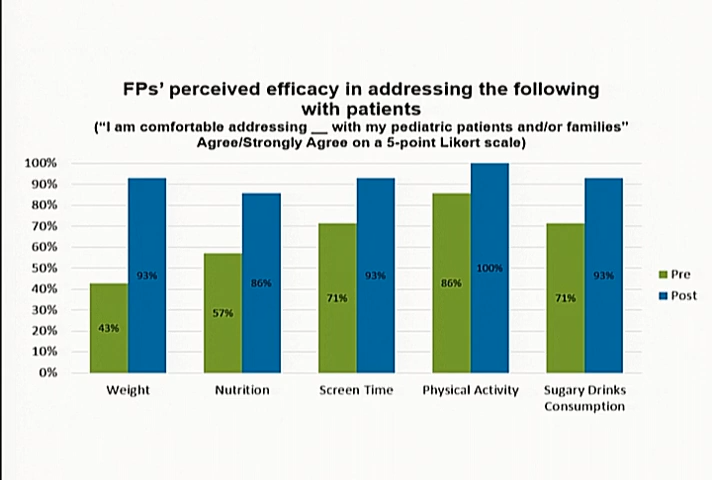 FPs' perceived efficacy in addressing the following
with patients
("I am comfortable addressing __ with my pediatric patients and/or families"
Agree/Strongly Agree on a 5-point Likert scale)
100%
90%
80%
70%
60%
50%
40%
30%
20%
10%
0%
43%
93%
57%
86%
71%
93%
86%
100%
71%
93%
Weight
Nutrition
Screen Time
Physical Activity
Sugary Drinks
Consumption
Pre
Post